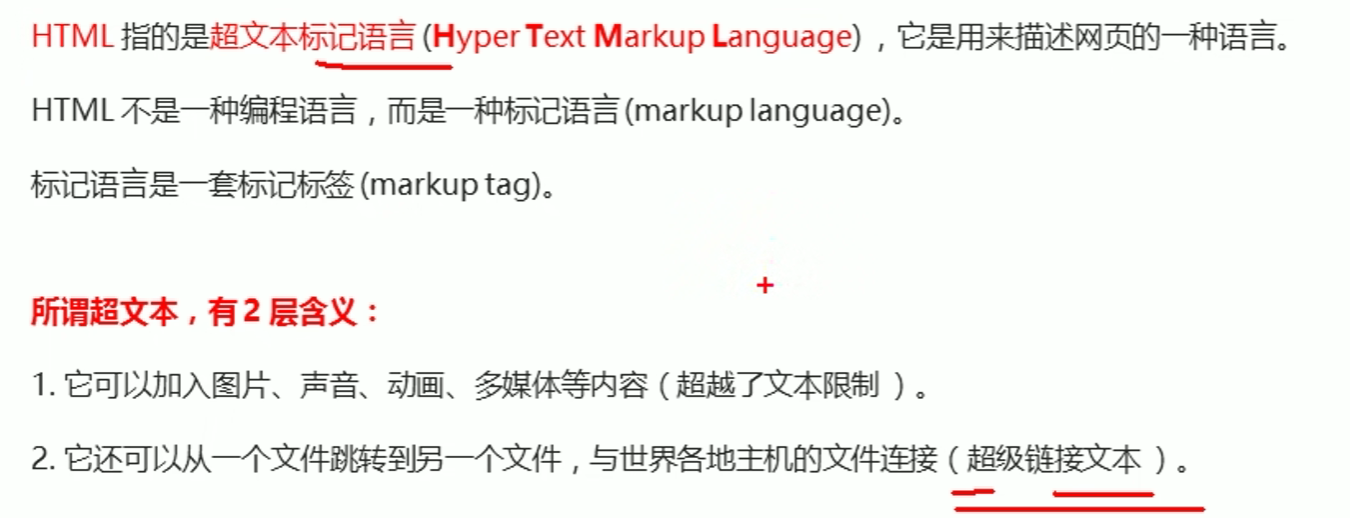 HTML 指的是超文本标记语言 (Hyper Text Markup Language) ，它是用来描述网页的一种语言。
HTML 不是一种编程语言，而是一种标记语言 (markup language)。
标记语言是一套标记标签 (markup tag)。
所谓超文本，有 2 层含义：
1. 它可以加入图片、声音、动画、多媒体等内容（超越了文本限制 ）。
2. 它还可以从一个文件跳转到另一个文件，与世界各地主机的文件连接（超级链接文本 ）。